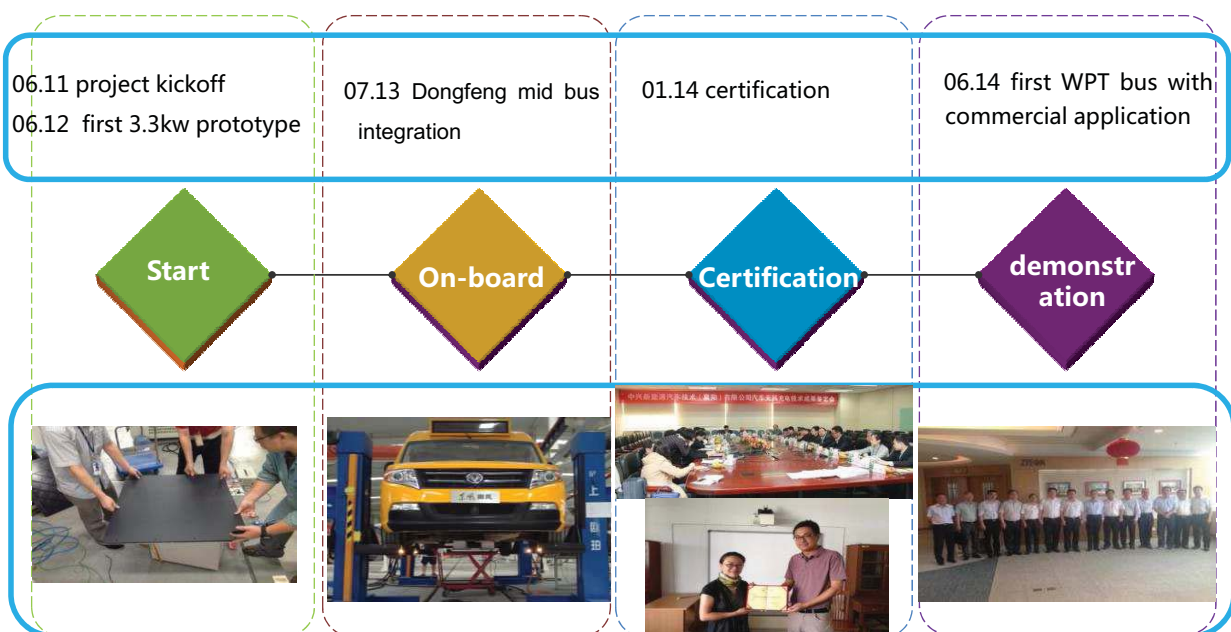 06.11 project kickoff
06.12 first 3.3kw prototype
07.13 Dongfeng mid bus
integration
01.14 certification
06.14 first WPT bus with
commercial application
Start
On-board
Certification
demonstr
ation